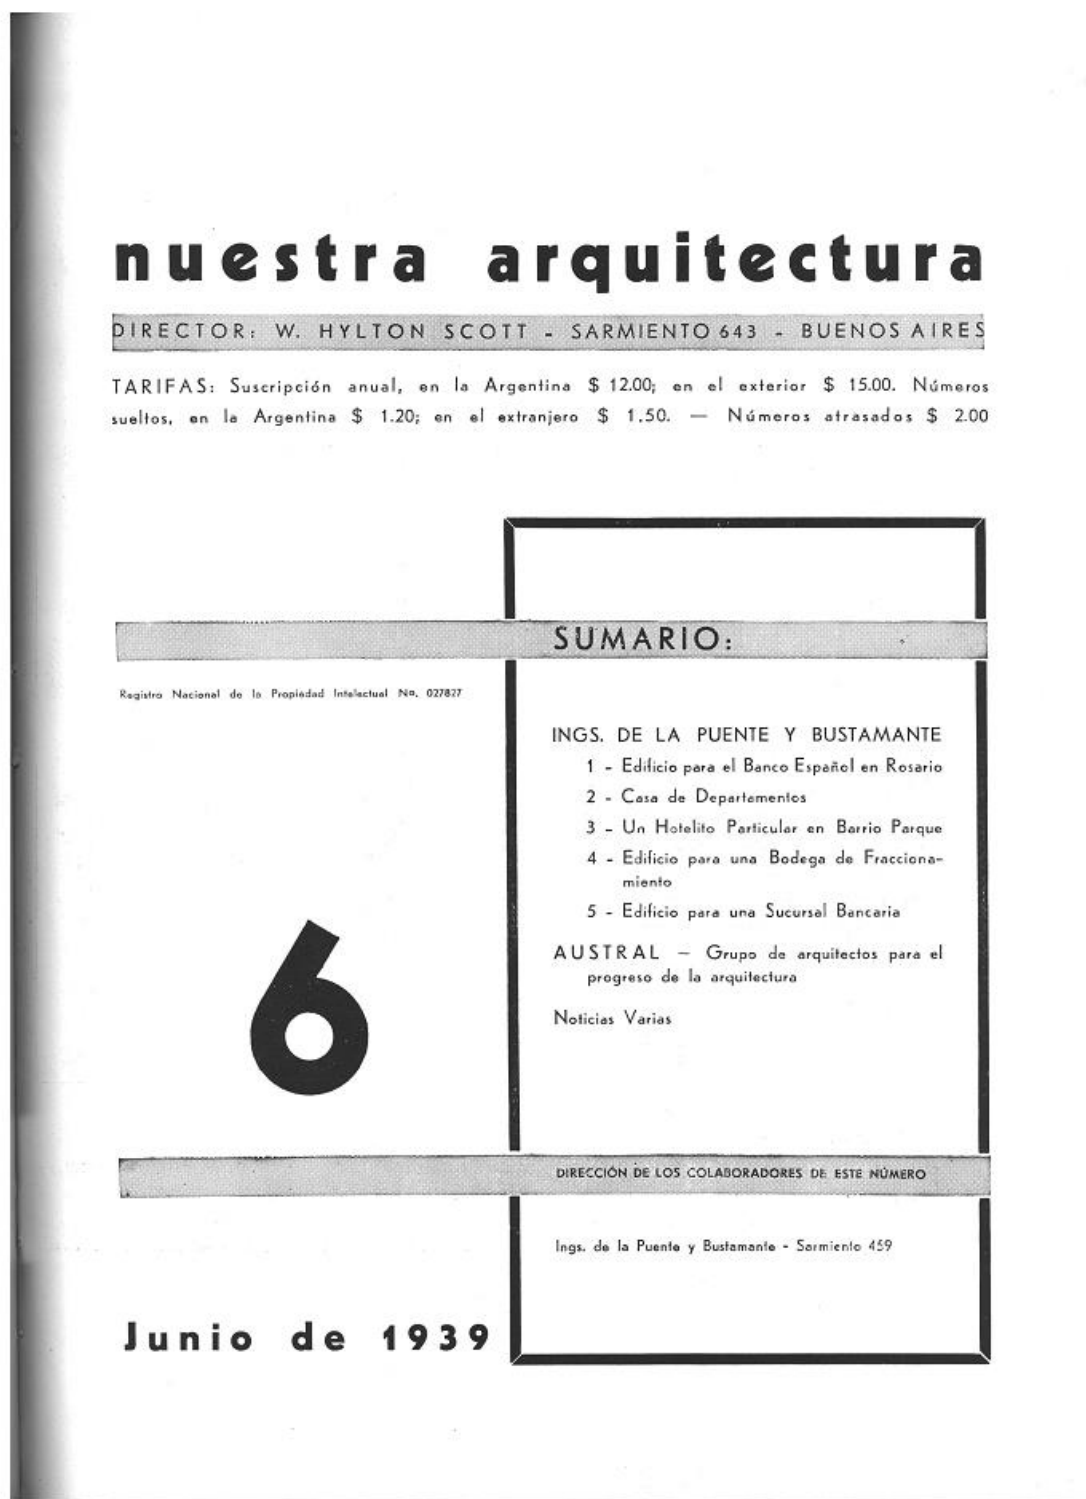 nuestra arquitectura
DIRECTOR: W. HYLTON SCOTT - SARMIENTO 643 - BUENOS AIRES
TARIFAS: Suscripción anual, en la Argentina $ 12.00; en el exterior $ 15.00. Números
sueltos, en la Argentina $ 1.20; en el extranjero $ 1.50. — Números atrasados $ 2.00
SUMARIO:
Registro Nacional de la Propiedad Intelectual No. 027827
INGS. DE LA PUENTE Y BUSTAMANTE
1 - Edificio para el Banco Español en Rosario
2 - Casa de Departamentos
3 - Un Hotelito Particular en Barrio Parque
4 - Edificio para una Bodega de Fracciona-
miento
5 - Edificio para una Sucursal Bancaria
AUSTRAL — Grupo de arquitectos para el
progreso de la arquitectura
Noticias Varias
6
DIRECCIÓN DE LOS COLABORADORES DE ESTE NÚMERO
Ings. de la Puente y Bustamante - Sarmiento 459
Junio de 1939